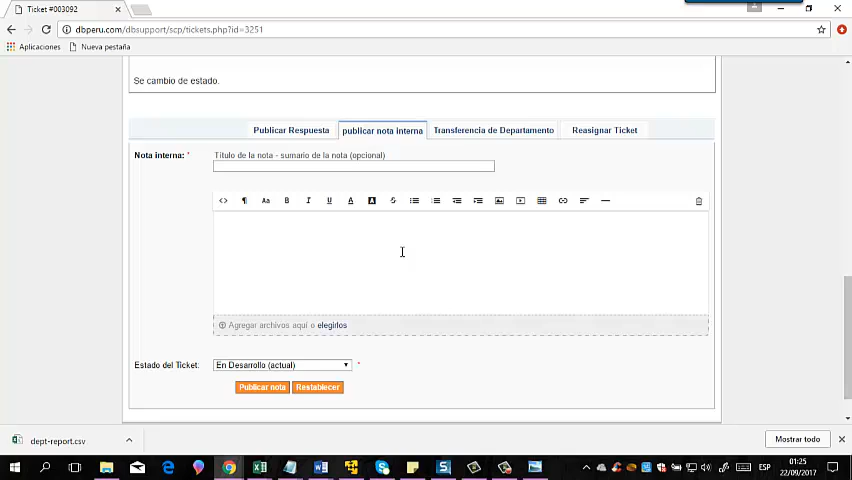 Ticket #003092
dbperu.com/dbsupport/scp/tickets.php?id=3251
Aplicaciones Nueva pestaña
Se cambio de estado.
Publicar Respuesta publicar nota interna Transferencia de Departamento Reasignar Ticket
Nota interna: * Título de la nota - sumario de la nota (opcional)
Agregar archivos aquí o elegirlos
Estado del Ticket: En Desarrollo (actual) *
Publicar nota Restablecer
dept-report.csv Mostrar todo
ESP 01:25
22/09/2017